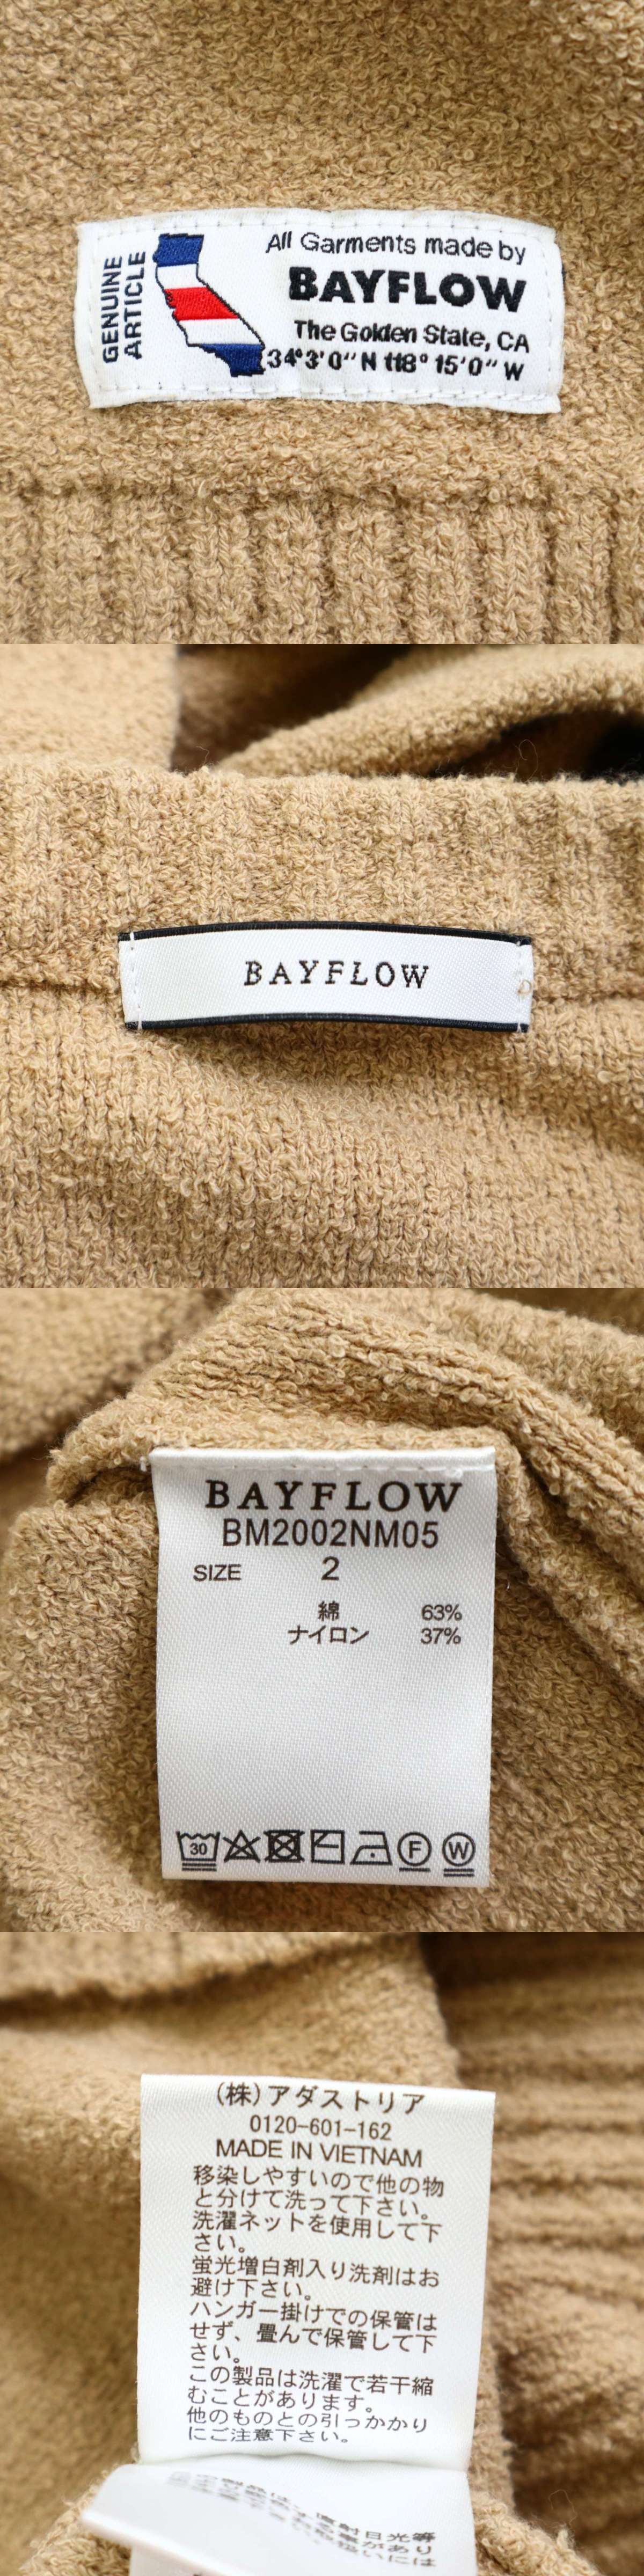 GENUINE
ARTICLE
All Garments made by
BAYFLOW
The Golden State, CA
34°3'0"N 118°15'0"W
BAYFLOW
BAYFLOW
BM2002NM05
SIZE 2
綿 63%
ナイロン 37%
30
F
W
(株)アダストリア
0120-601-162
MADE IN VIETNAM
移染しやすいので他の物
と分けて洗って下さい。
洗濯ネットを使用して下
さい。
蛍光増白剤入り洗剤はお
避け下さい。
ハンガー掛けでの保管は
せず、畳んで保管して下
さい。
この製品は洗濯で若干縮
むことがあります。
他のものとの引っかかり
にご注意下さい。